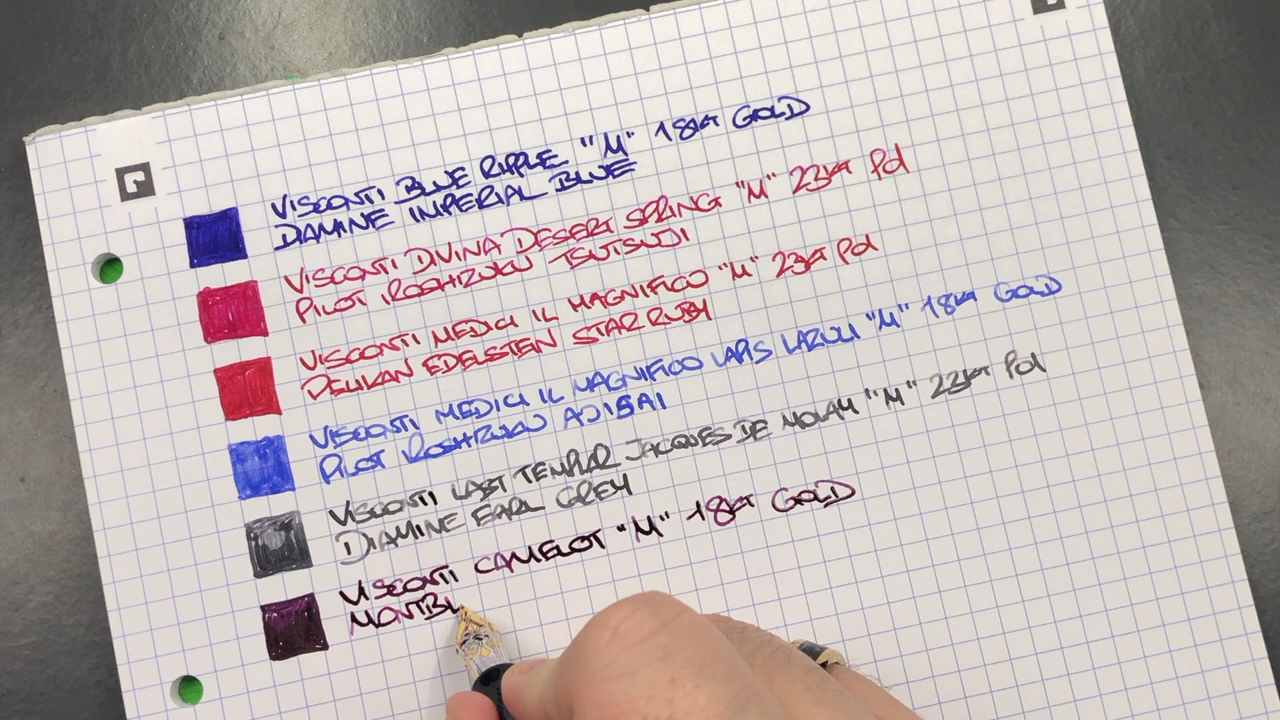 VISCONTI BLUE RIPPLE "M" 18KT GOLD
DIAMINE IMPERIAL BLUE
VISCONTI DIVINA DESERT SPRING "M" 23KT Pd
PILOT IROSHIZUKU TSUTSUJI
VISCONTI MEDICI IL MAGNIFICO "M" 23KT Pd
PELIKAN EDELSTEIN STAR RUBY
VISCONTI MEDICI IL MAGNIFICO LAPIS LAZULI "M" 18KT GOLD
PILOT IROSHIZUKU AJISAI
VISCONTI LAST TEMPLAR JACQUES DE MOLAY "M" 23KT Pd
DIAMINE EARL GREY
VISCONTI CAMELOT "M" 18KT GOLD
MONTBL